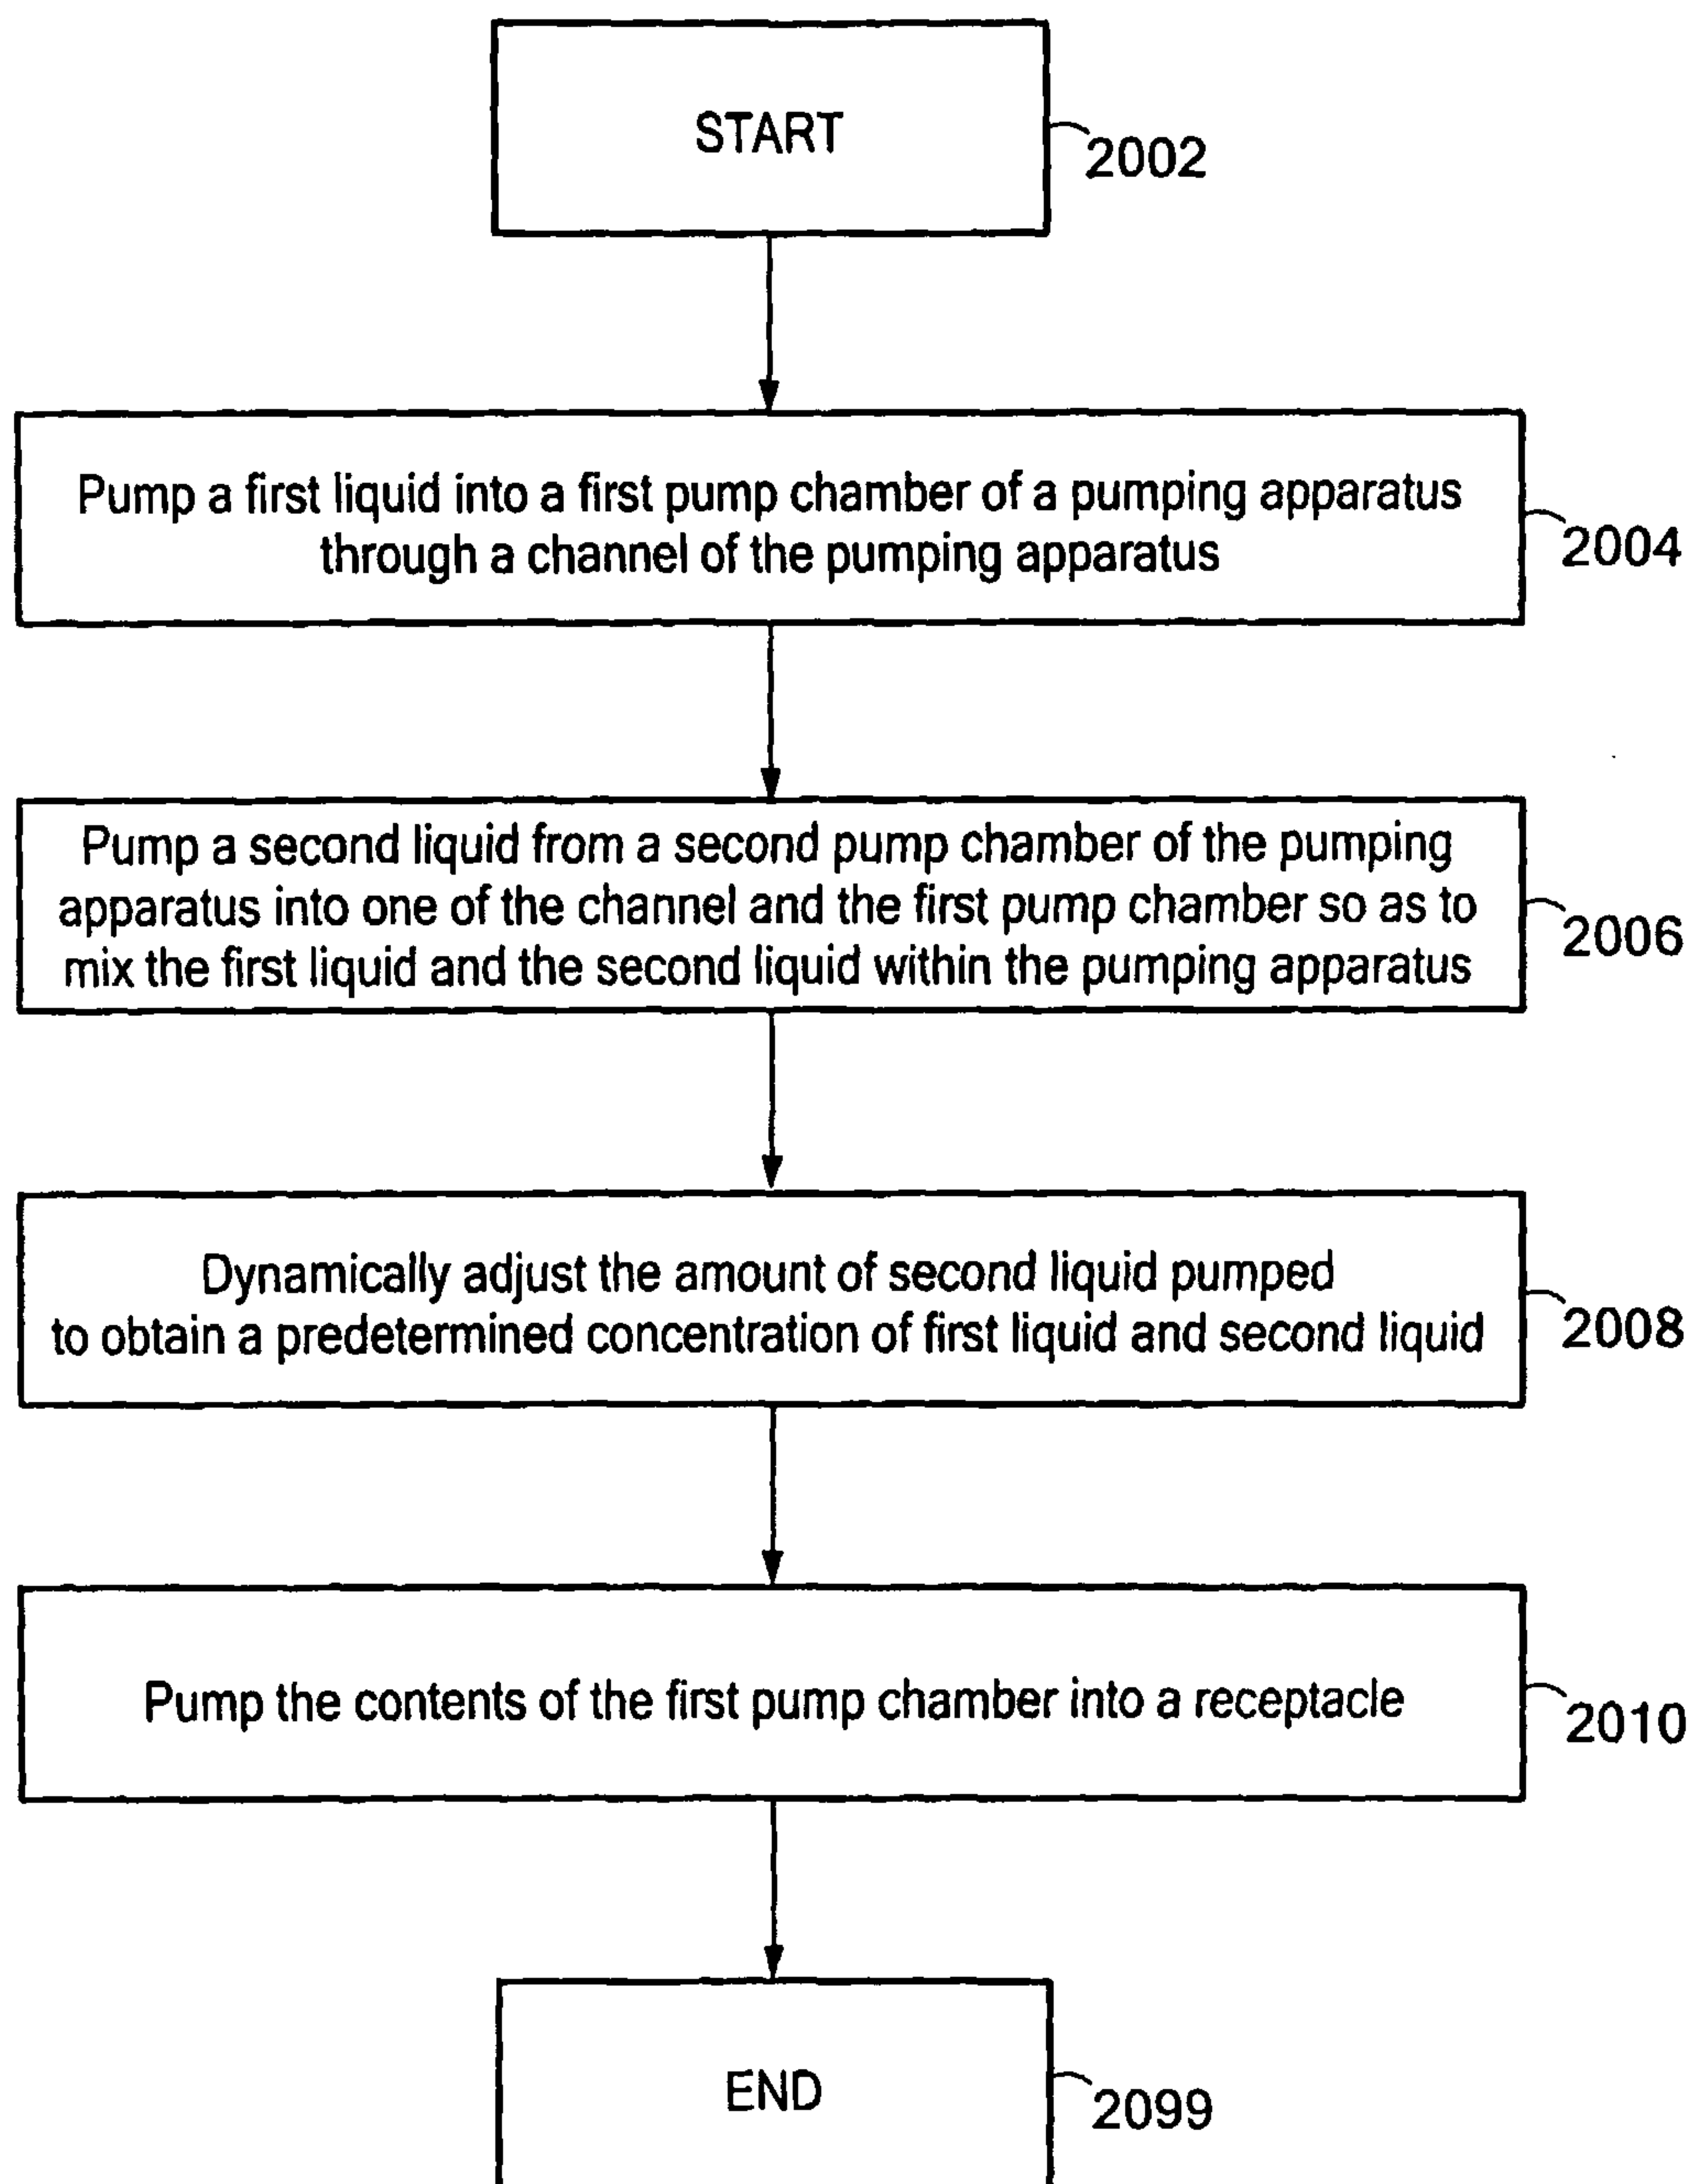 START
2002
Pump a first liquid into a first pump chamber of a pumping apparatus
through a channel of the pumping apparatus
2004
Pump a second liquid from a second pump chamber of the pumping
apparatus into one of the channel and the first pump chamber so as to
mix the first liquid and the second liquid within the pumping apparatus
2006
Dynamically adjust the amount of second liquid pumped
to obtain a predetermined concentration of first liquid and second liquid
2008
Pump the contents of the first pump chamber into a receptacle
2010
END
2099